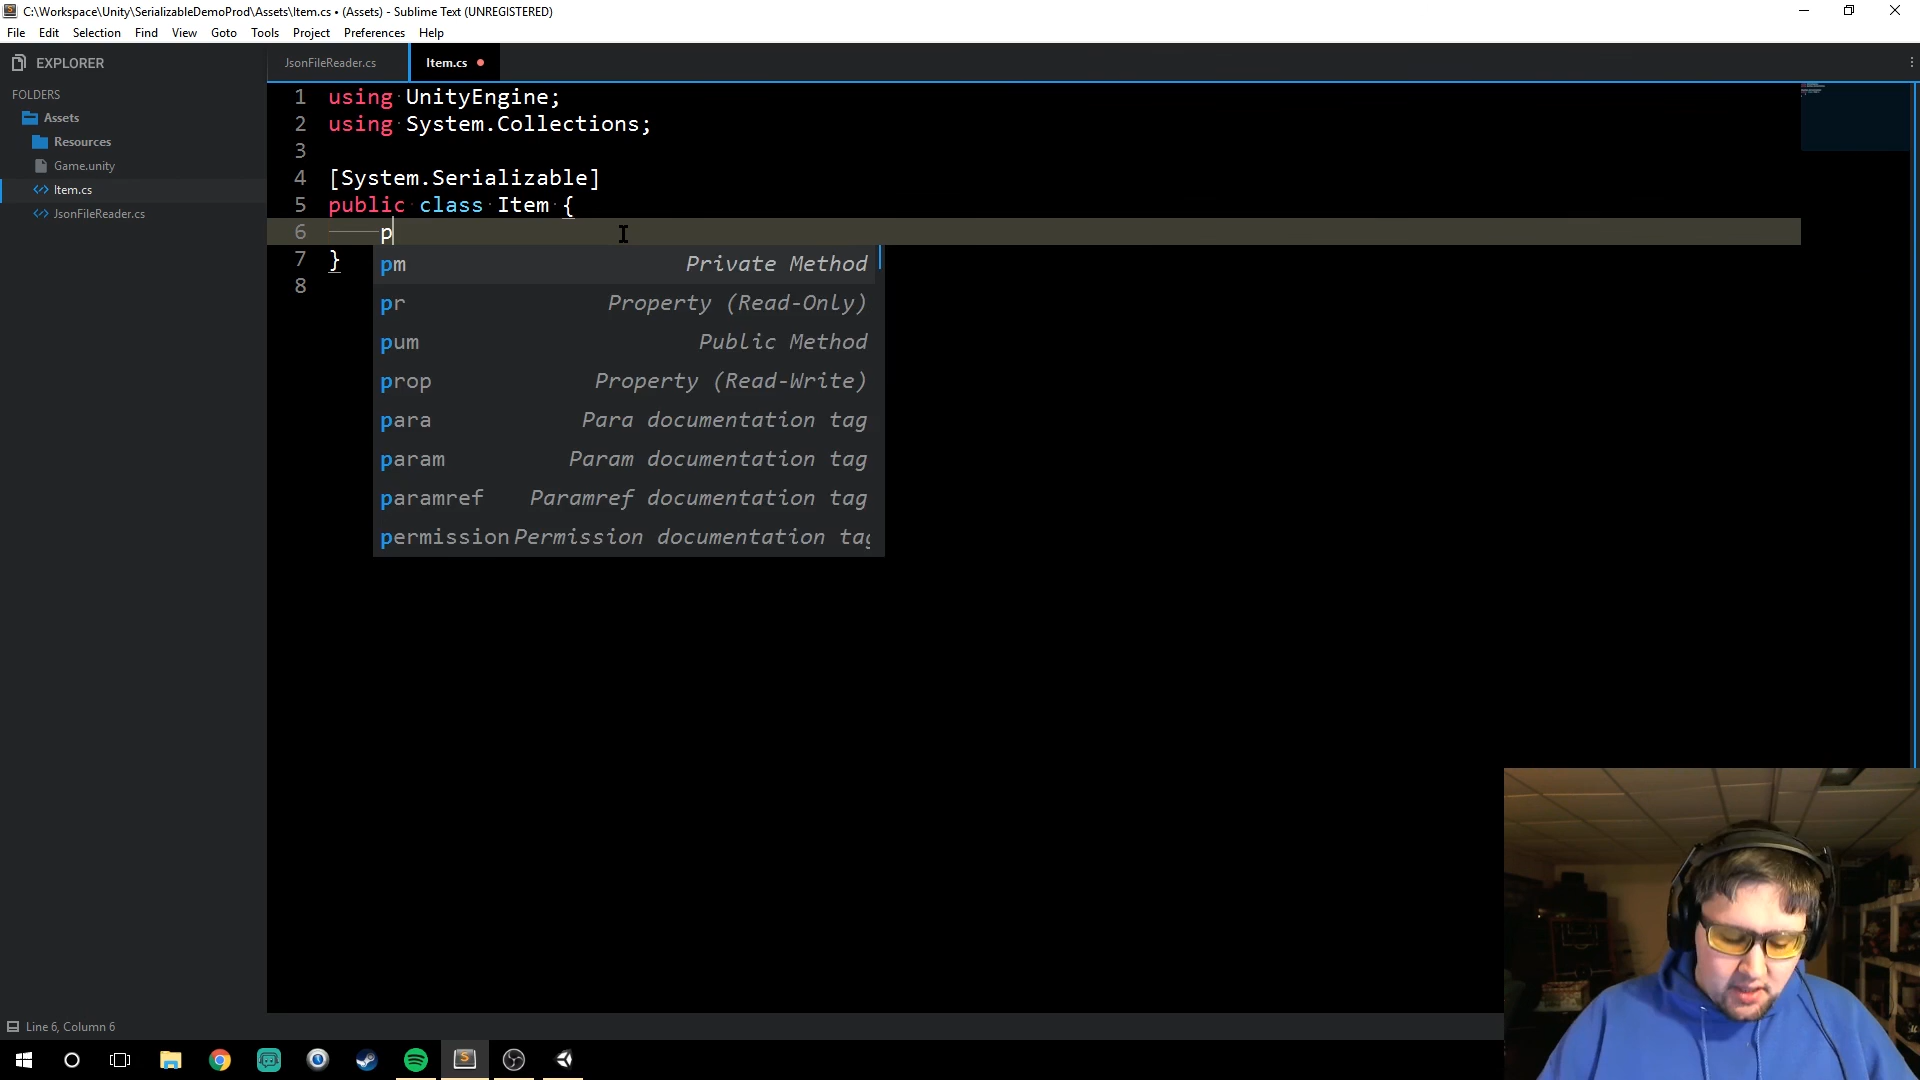 C:\Workspace\Unity\SerializableDemoProd\Assets\Item.cs • (Assets) - Sublime Text (UNREGISTERED)
File Edit Selection Find View Goto Tools Project Preferences Help
EXPLORER
FOLDERS
Assets
Resources
Game.unity
Item.cs
JsonFileReader.cs
JsonFileReader.cs Item.cs
1 using UnityEngine;
2 using System.Collections;
3
4 [System.Serializable]
5 public class Item {
6 p
7 }
8
pm Private Method
pr Property (Read-Only)
pum Public Method
prop Property (Read-Write)
para Para documentation tag
param Param documentation tag
paramref Paramref documentation tag
permission Permission documentation tag
Line 6, Column 6